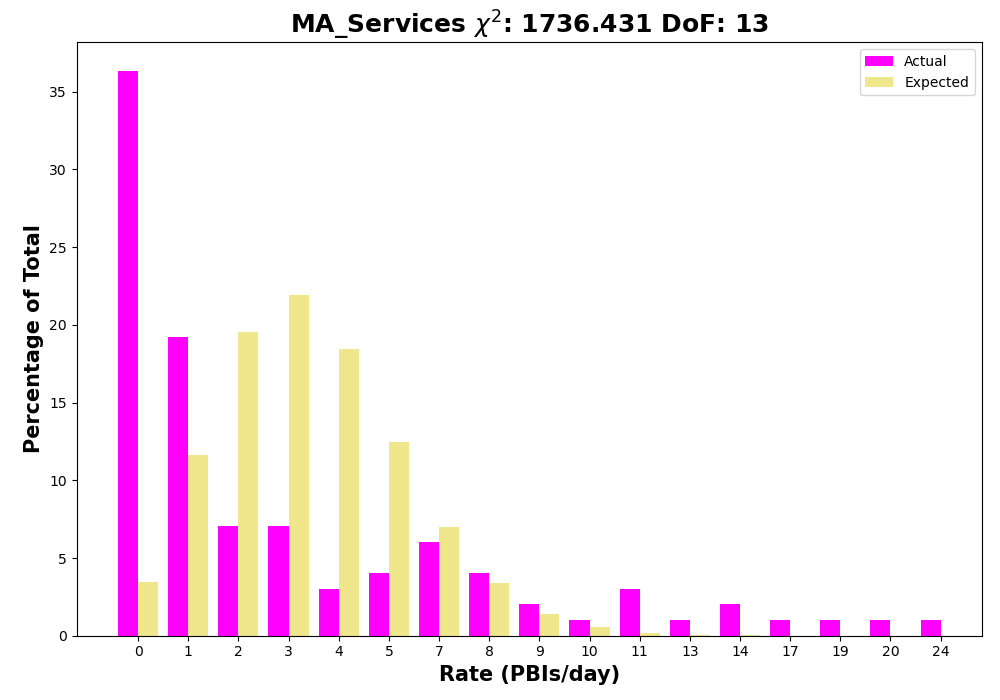 MA_Services χ²: 1736.431 DoF: 13
Actual
Expected
Percentage of Total
35
30
25
20
15
10
5
0
0 1 2 3 4 5 7 8 9 10 11 13 14 17 19 20 24
Rate (PBIs/day)